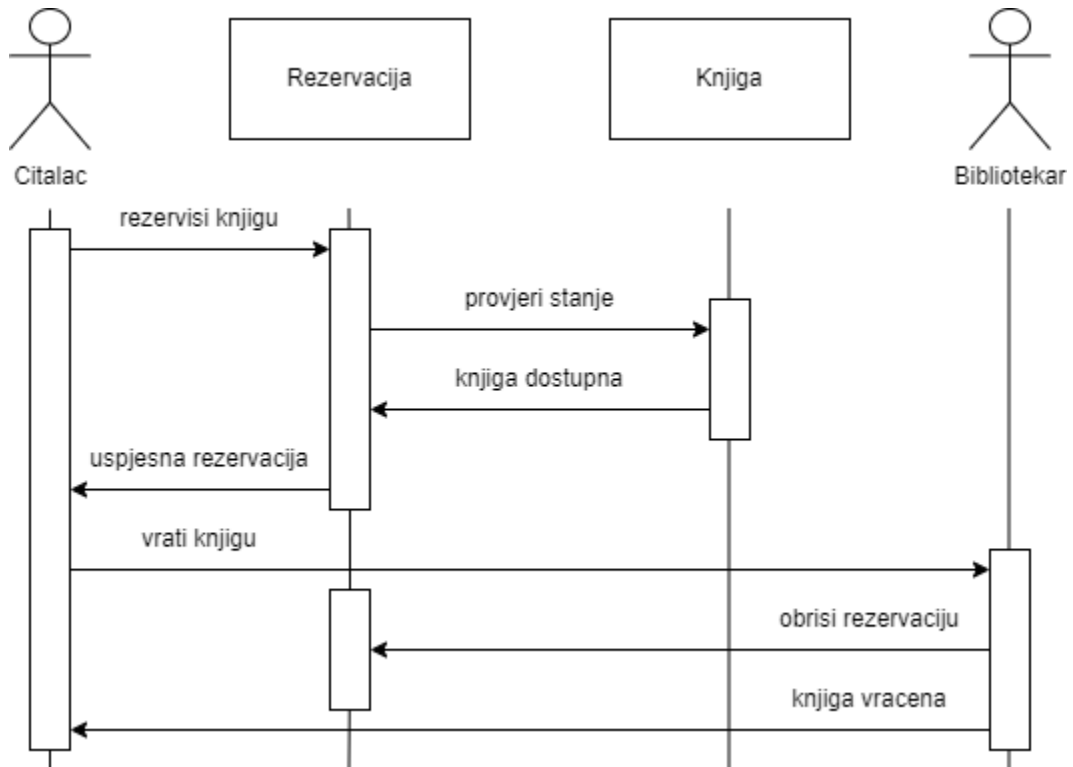 Rezervacija
Knjiga
Citalac
Bibliotekar
rezervisi knjigu
provjeri stanje
knjiga dostupna
uspjesna rezervacija
vrati knjigu
obrisi rezervaciju
knjiga vracena